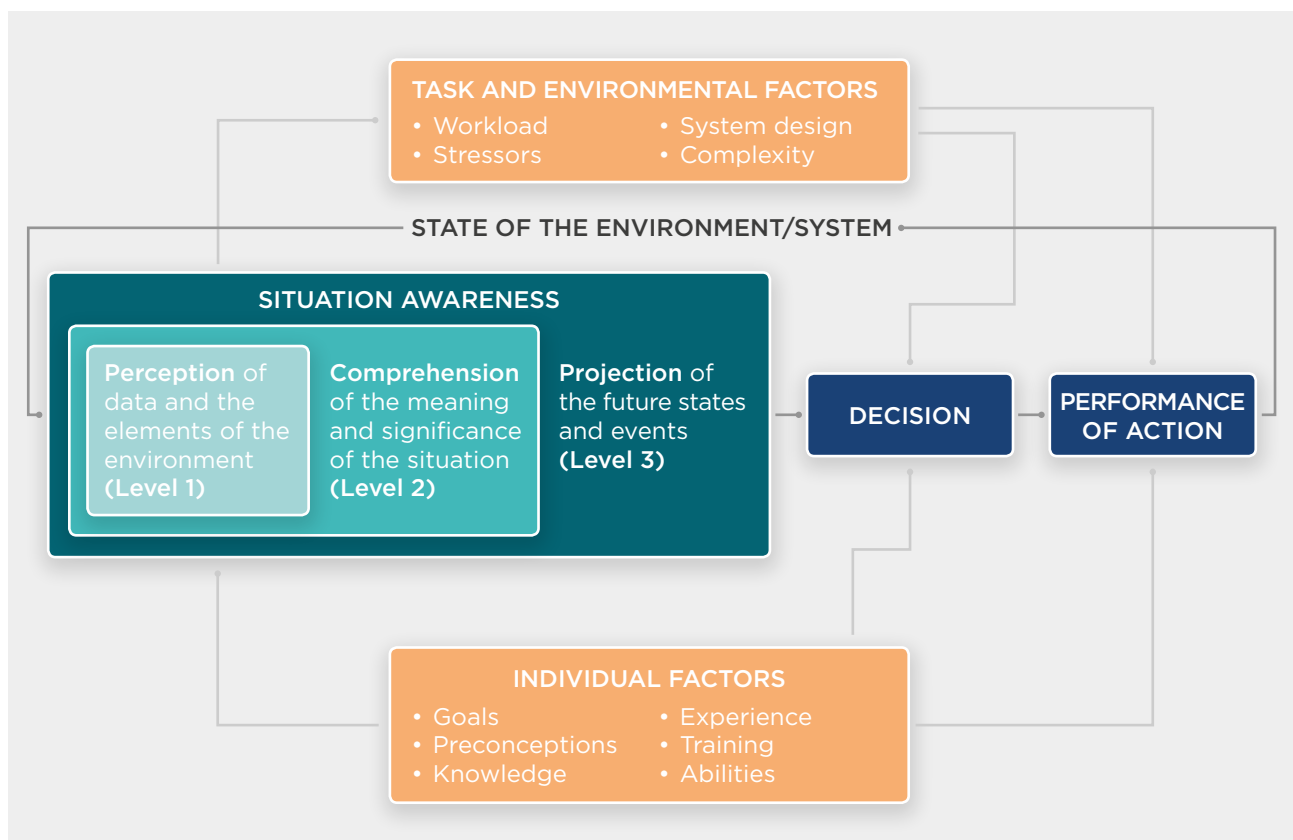 TASK AND ENVIRONMENTAL FACTORS
• Workload
• Stressors
• System design
• Complexity
STATE OF THE ENVIRONMENT/SYSTEM
SITUATION AWARENESS
Perception of
data and the
elements of the
environment
(Level 1)
Comprehension
of the meaning
and significance
of the situation
(Level 2)
Projection of
the future states
and events
(Level 3)
DECISION
PERFORMANCE
OF ACTION
INDIVIDUAL FACTORS
• Goals
• Preconceptions
• Knowledge
• Experience
• Training
• Abilities